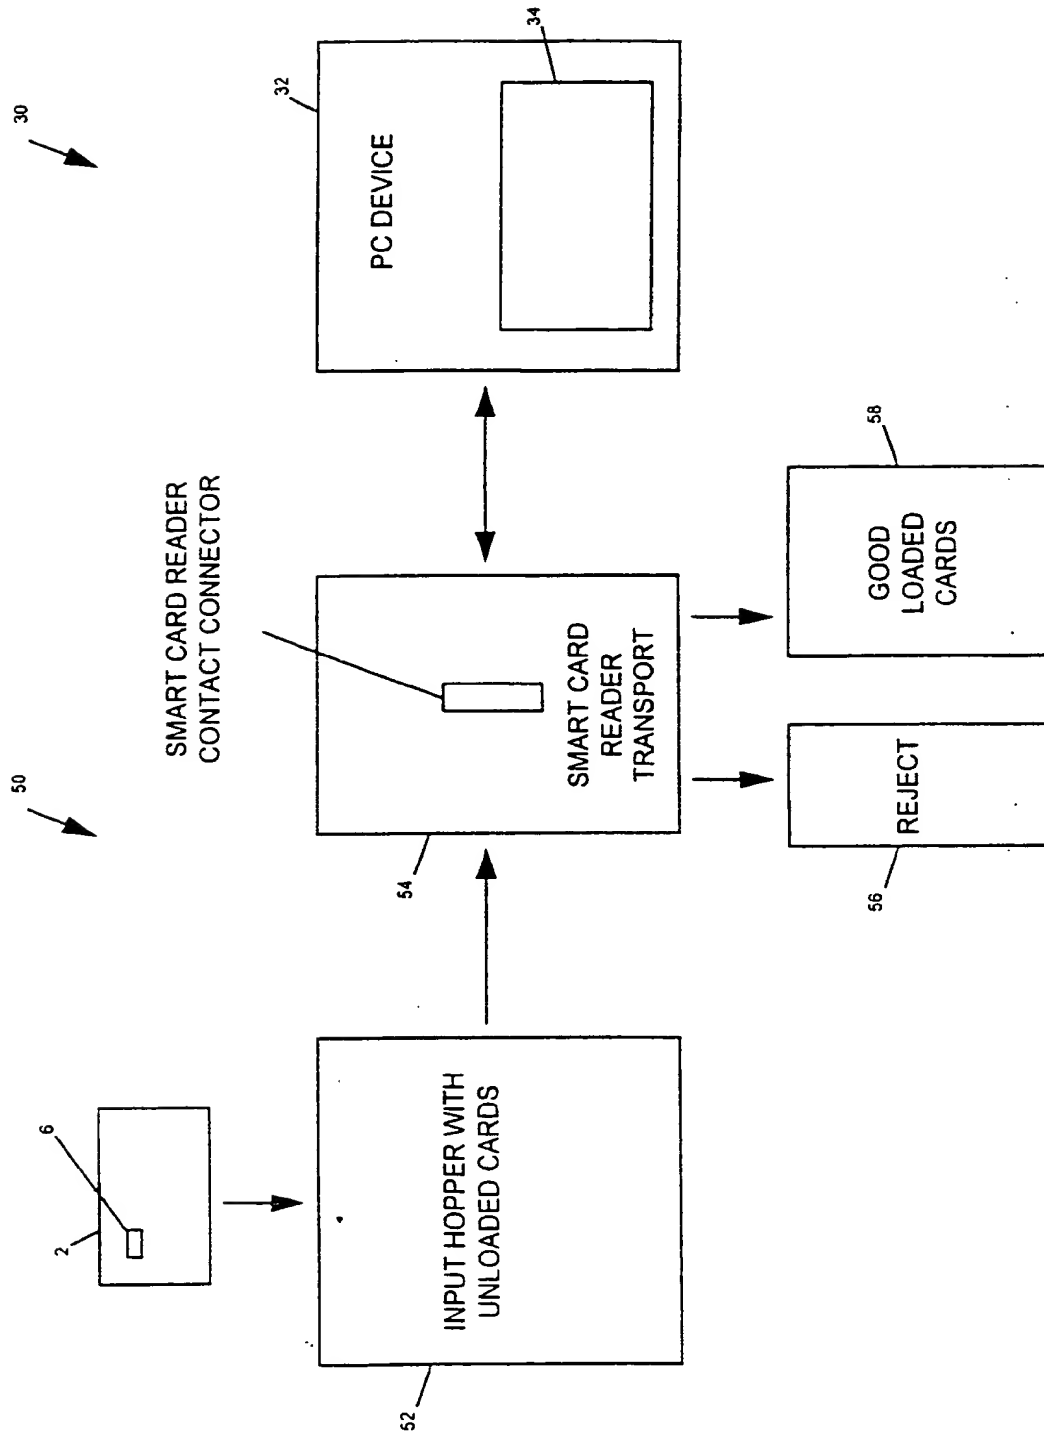 50
30
2
6
INPUT HOPPER WITH
UNLOADED CARDS
52
SMART CARD READER
CONTACT CONNECTOR
54
SMART CARD
READER
TRANSPORT
56
REJECT
58
GOOD
LOADED
CARDS
32
PC DEVICE
34